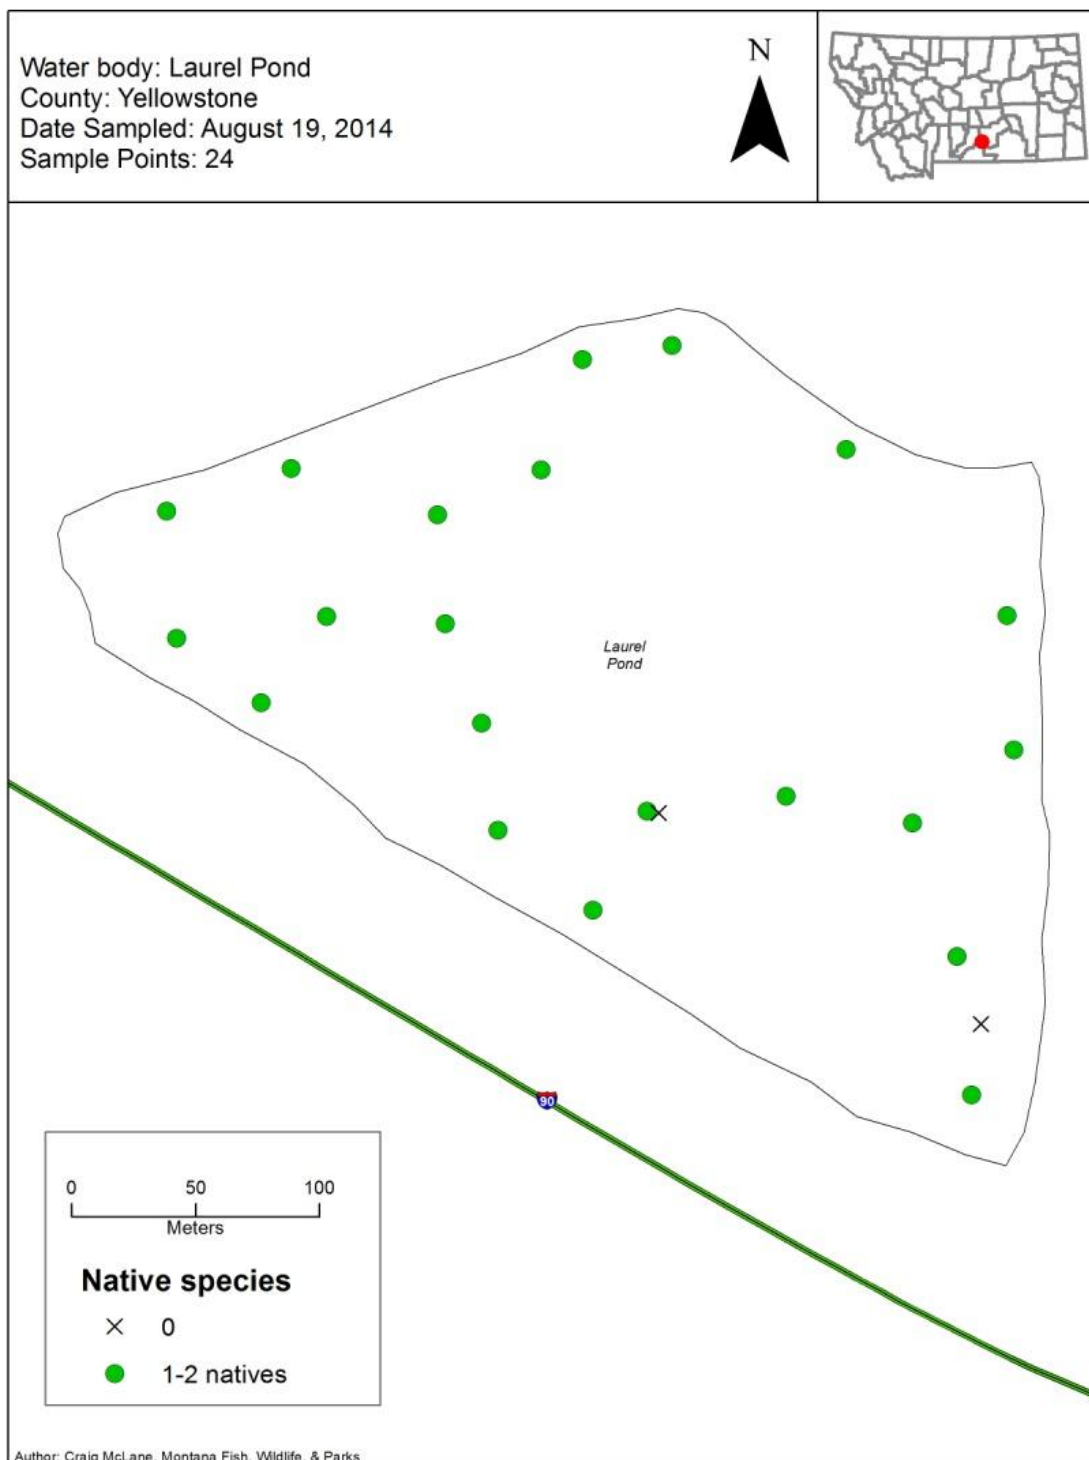 Water body: Laurel Pond
County: Yellowstone
Date Sampled: August 19, 2014
Sample Points: 24
N
Laurel
Pond
90
0 50 100
Meters
Native species
0
1-2 natives
Author: Craig McLane, Montana Fish, Wildlife, & Parks